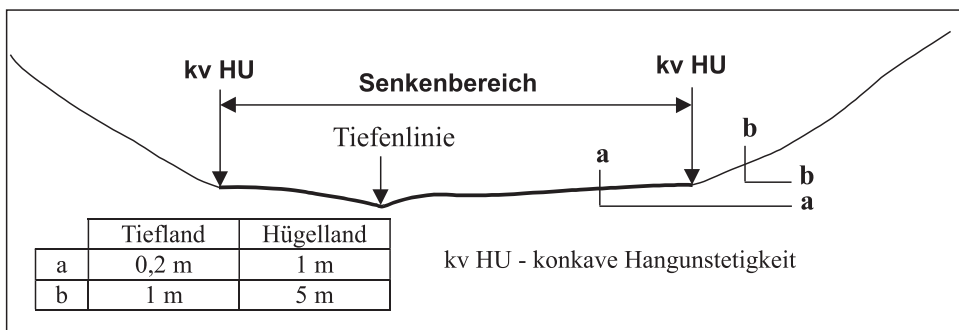 kv HU kv HU
Senkenbereich
Tiefenlinie
a b
b
a
Tiefland Hügelland
a 0,2 m 1 m
b 1 m 5 m
kv HU - konkave Hangunstetigkeit